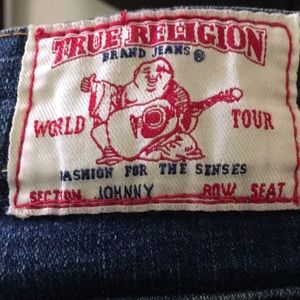 TRUE RELIGION
BRAND JEANS ®
WORLD TOUR
FASHION FOR THE SENSES
SECTION JOHNNY ROW SEAT